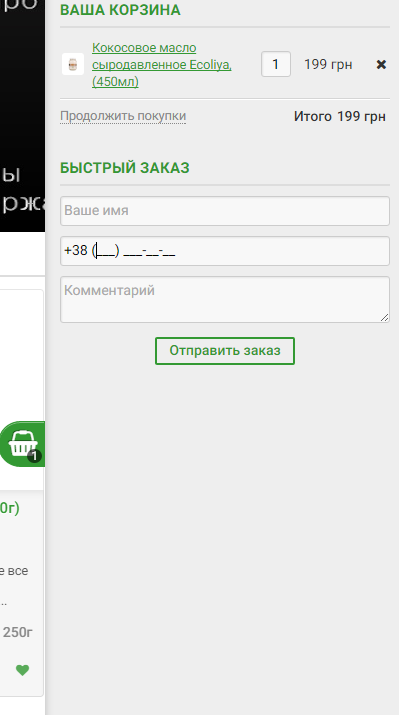 ро
ы
ржа
ВАША КОРЗИНА
Кокосовое масло
сыродавленное Ecoliya,
(450мл)
1
199 грн
Продолжить покупки
Итого 199 грн
БЫСТРЫЙ ЗАКАЗ
Ваше имя
+38 (___) ___-__-__
Комментарий
Отправить заказ
1
0г)
е все
..
250г